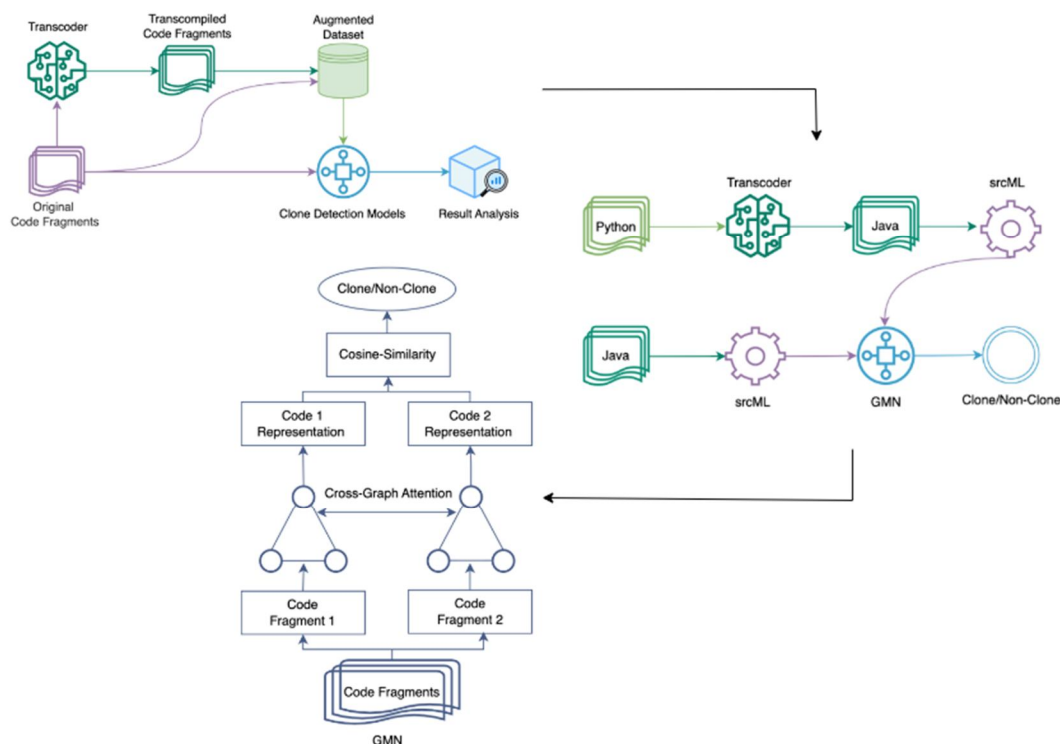 Transcoder
Transcompiled
Code Fragments
Augmented
Dataset
Original
Code Fragments
Clone Detection Models
Result Analysis
Python
Transcoder
Java
srcML
Java
srcML
GMN
Clone/Non-Clone
Clone/Non-Clone
Cosine-Similarity
Code 1
Representation
Code 2
Representation
Cross-Graph Attention
Code
Fragment 1
Code
Fragment 2
Code Fragments
GMN